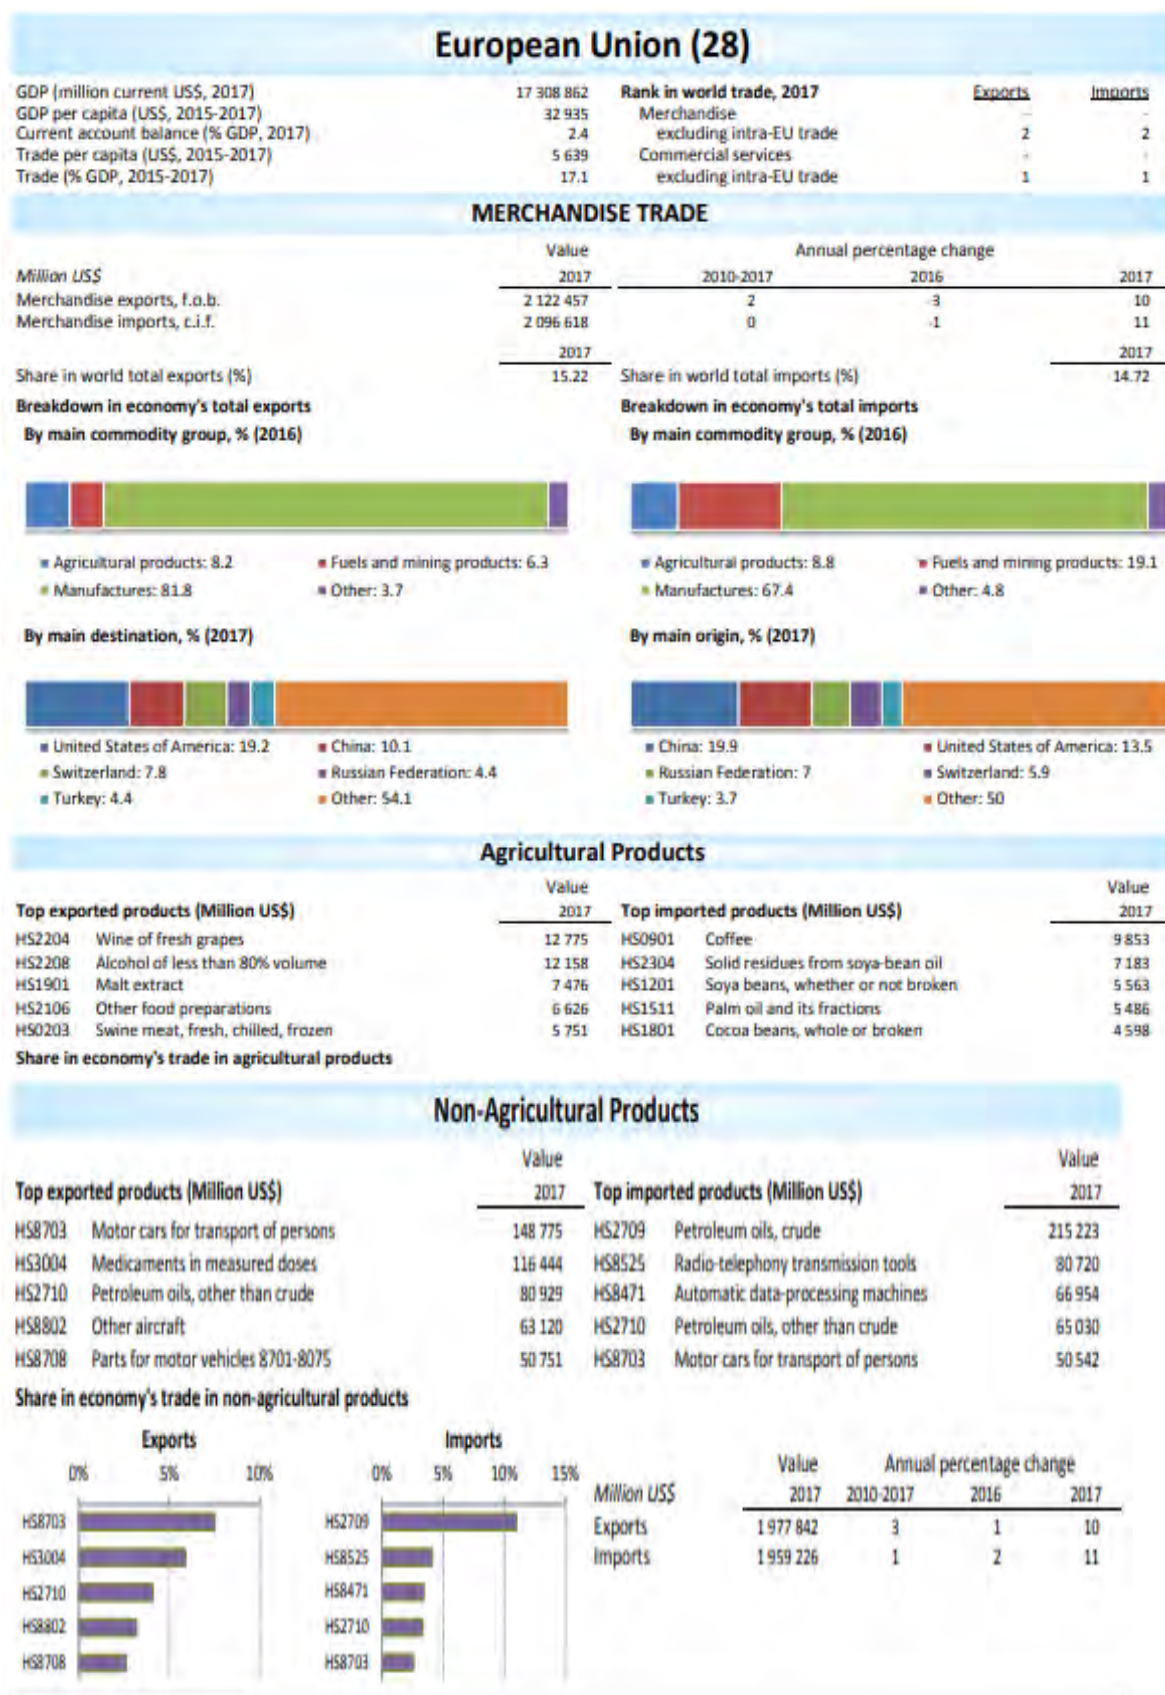 European Union (28)
GDP (million current US$, 2017) 17 308 862 Rank in world trade, 2017 Exports Imports
GDP per capita (US$, 2015-2017) 32 935 Merchandise - -
Current account balance (% GDP, 2017) 2.4 excluding intra-EU trade 2 2
Trade per capita (US$, 2015-2017) 5 639 Commercial services - -
Trade (% GDP, 2015-2017) 17.1 excluding intra-EU trade 1 1
MERCHANDISE TRADE
Value Annual percentage change
Million US$ 2017 2010-2017 2016 2017
Merchandise exports, f.o.b. 2 122 457 2 -3 10
Merchandise imports, c.i.f. 2 096 618 0 -1 11
2017 2017
Share in world total exports (%) 15.22 Share in world total imports (%) 14.72
Breakdown in economy's total exports Breakdown in economy's total imports
By main commodity group, % (2016) By main commodity group, % (2016)
Agricultural products: 8.2 Fuels and mining products: 6.3 Agricultural products: 8.8 Fuels and mining products: 19.1
Manufactures: 81.8 Other: 3.7 Manufactures: 67.4 Other: 4.8
By main destination, % (2017) By main origin, % (2017)
United States of America: 19.2 China: 10.1 China: 19.9 United States of America: 13.5
Switzerland: 7.8 Russian Federation: 4.4 Russian Federation: 7 Switzerland: 5.9
Turkey: 4.4 Other: 54.1 Turkey: 3.7 Other: 50
Agricultural Products
Value Value
Top exported products (Million US$) 2017 Top imported products (Million US$) 2017
HS2204 Wine of fresh grapes 12 775 HS0901 Coffee 9 853
HS2208 Alcohol of less than 80% volume 12 158 HS2304 Solid residues from soya-bean oil 7 183
HS1901 Malt extract 7 476 HS1201 Soya beans, whether or not broken 5 563
HS2106 Other food preparations 6 626 HS1511 Palm oil and its fractions 5 486
HS0203 Swine meat, fresh, chilled, frozen 5 751 HS1801 Cocoa beans, whole or broken 4 598
Share in economy's trade in agricultural products
Non-Agricultural Products
Value Value
Top exported products (Million US$) 2017 Top imported products (Million US$) 2017
HS8703 Motor cars for transport of persons 148 775 HS2709 Petroleum oils, crude 215 223
HS3004 Medicaments in measured doses 116 444 HS8525 Radio-telephony transmission tools 80 720
HS2710 Petroleum oils, other than crude 80 929 HS8471 Automatic data-processing machines 66 954
HS8802 Other aircraft 63 120 HS2710 Petroleum oils, other than crude 65 030
HS8708 Parts for motor vehicles 8701-8075 50 751 HS8703 Motor cars for transport of persons 50 542
Share in economy's trade in non-agricultural products
Exports Imports
0% 5% 10% 0% 5% 10% 15% Value Annual percentage change
Million US$ 2017 2010-2017 2016 2017
HS8703 HS2709 Exports 1 977 842 3 1 10
HS3004 HS8525 Imports 1 959 226 1 2 11
HS2710 HS8471
HS8802 HS2710
HS8708 HS8703